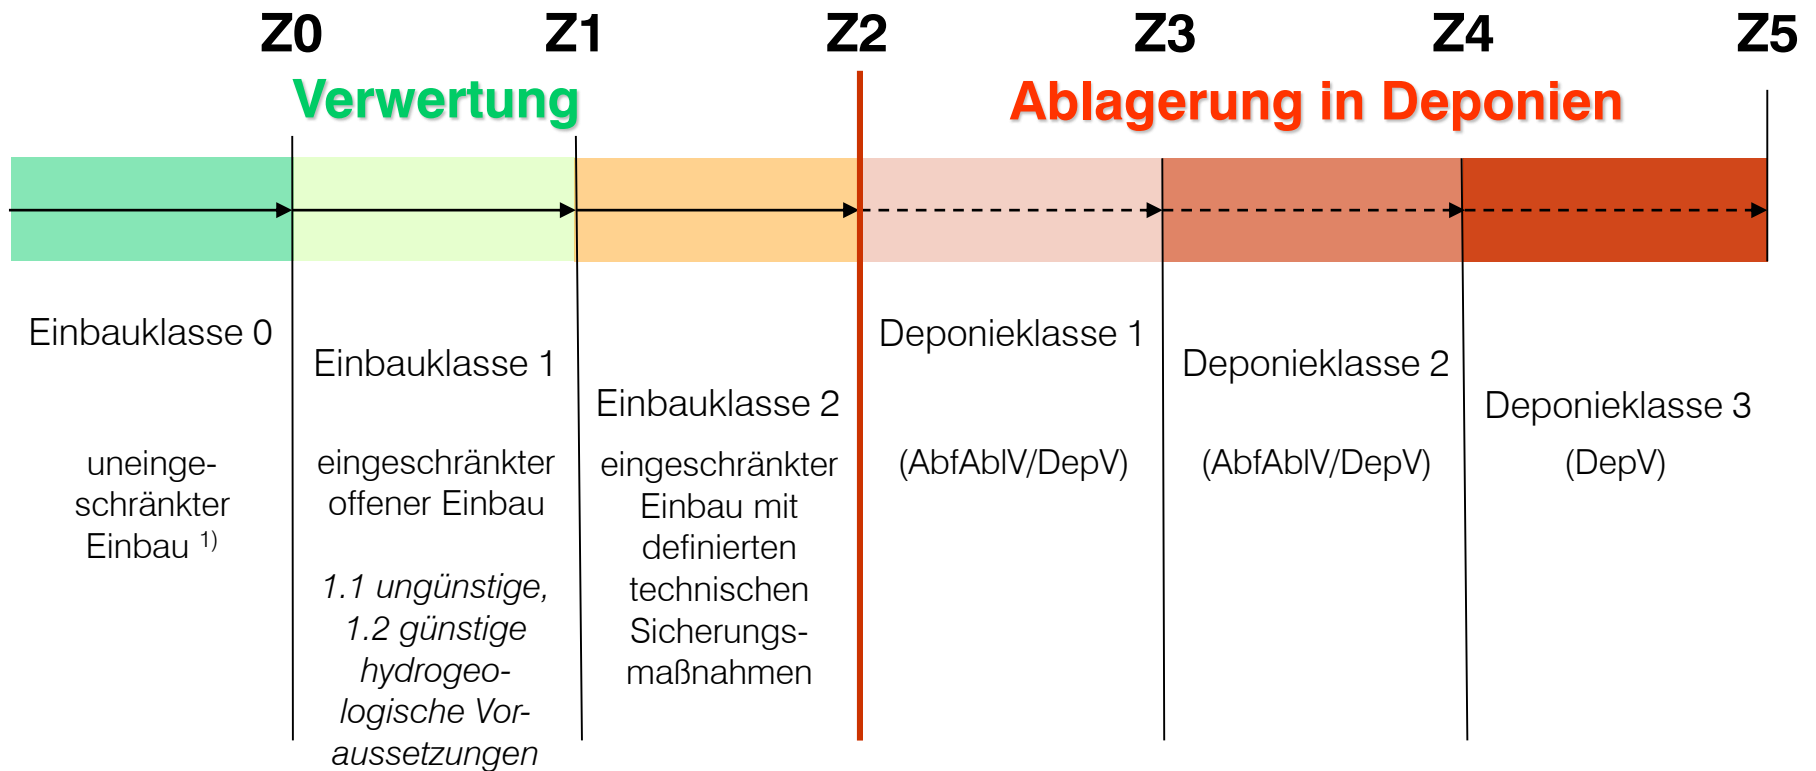 Z0 Z1 Z2 Z3 Z4 Z5
Verwertung
Ablagerung in Deponien
Einbauklasse 0
uneinge-
schränkter
Einbau 1)
Einbauklasse 1
eingeschränkter
offener Einbau
1.1 ungünstige,
1.2 günstige
hydrogeo-
logische Vor-
aussetzungen
Einbauklasse 2
eingeschränkter
Einbau mit
definierten
technischen
Sicherungs-
maßnahmen
Deponieklasse 1
(AbfAblV/DepV)
Deponieklasse 2
(AbfAblV/DepV)
Deponieklasse 3
(DepV)